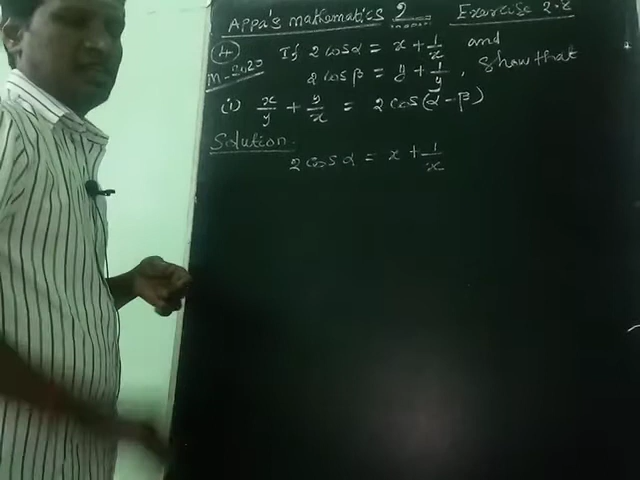 Appa's mathematics 2 Exercise 2.8
(4) If 2 cos α = x + 1/x and
M-2023 2 cos β = y + 1/y, show that
(i) x/y + y/x = 2 cos(α - β)
Solution.
2 cos α = x + 1/x